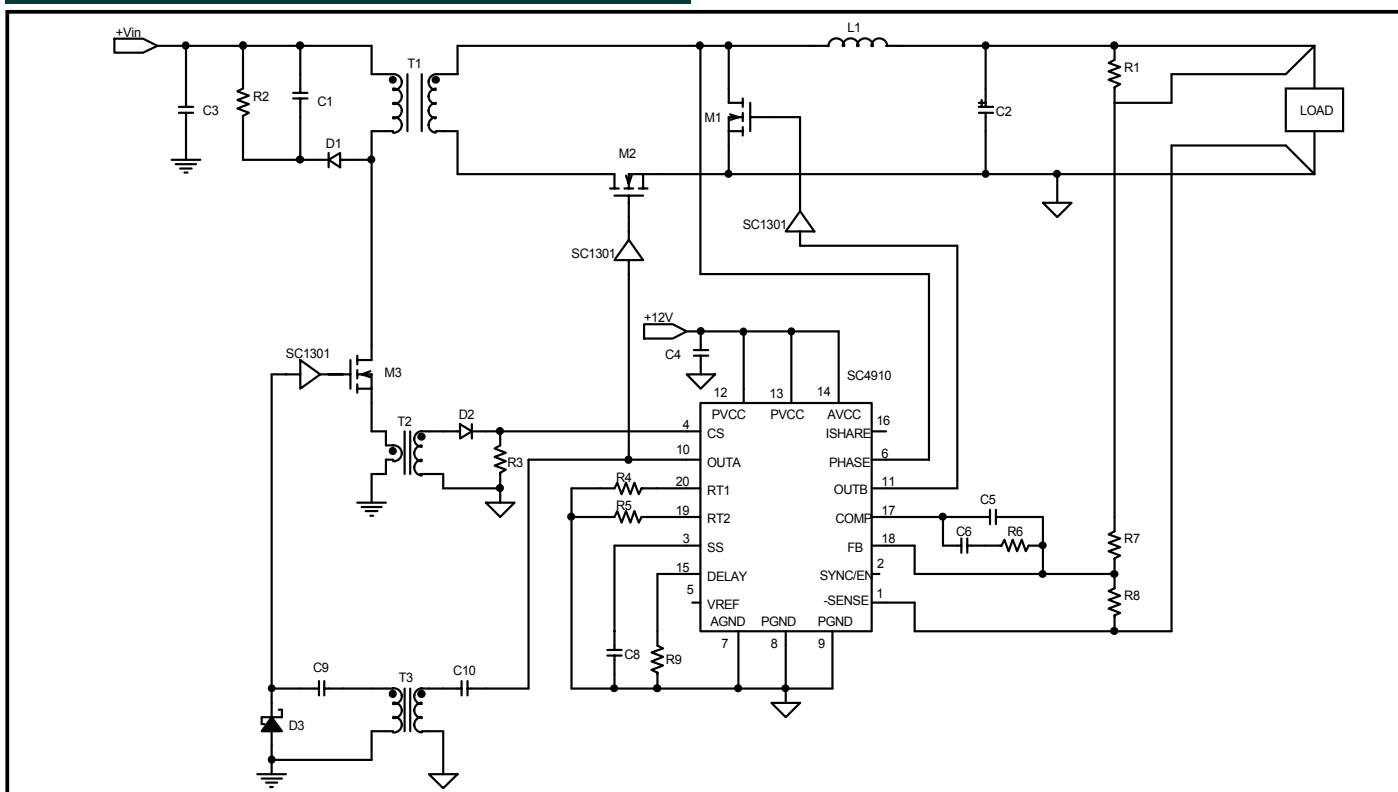 +Vin
L1
T1
R1
C3
R2
C1
M1
C2
LOAD
D1
M2
SC1301
SC1301
+12V
C4
SC1301
M3
SC4910
12
13
14
PVCC
PVCC
AVCC
T2
D2
R3
4
CS
ISHARE
16
10
OUTA
PHASE
6
R4
20
RT1
OUTB
11
R5
19
RT2
COMP
17
C5
C6
R6
3
SS
FB
18
R7
15
DELAY
SYNC/EN
2
5
VREF
-SENSE
1
R8
AGND
PGND
PGND
7
8
9
C8
R9
C9
T3
C10
D3